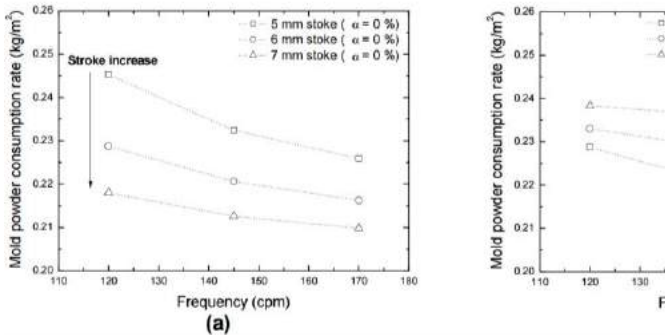 0.26
0.25
0.24
0.23
0.22
0.21
0.20
Mold powder consumption rate (kg/m²)
5 mm stoke ( α = 0 %)
6 mm stoke ( α = 0 %)
7 mm stoke ( α = 0 %)
Stroke increase
110 120 130 140 150 160 170 180
Frequency (cpm)
(a)
0.26
0.25
0.24
0.23
0.22
0.21
0.20
Mold powder consumption rate (kg/m²)
110 120 13
F